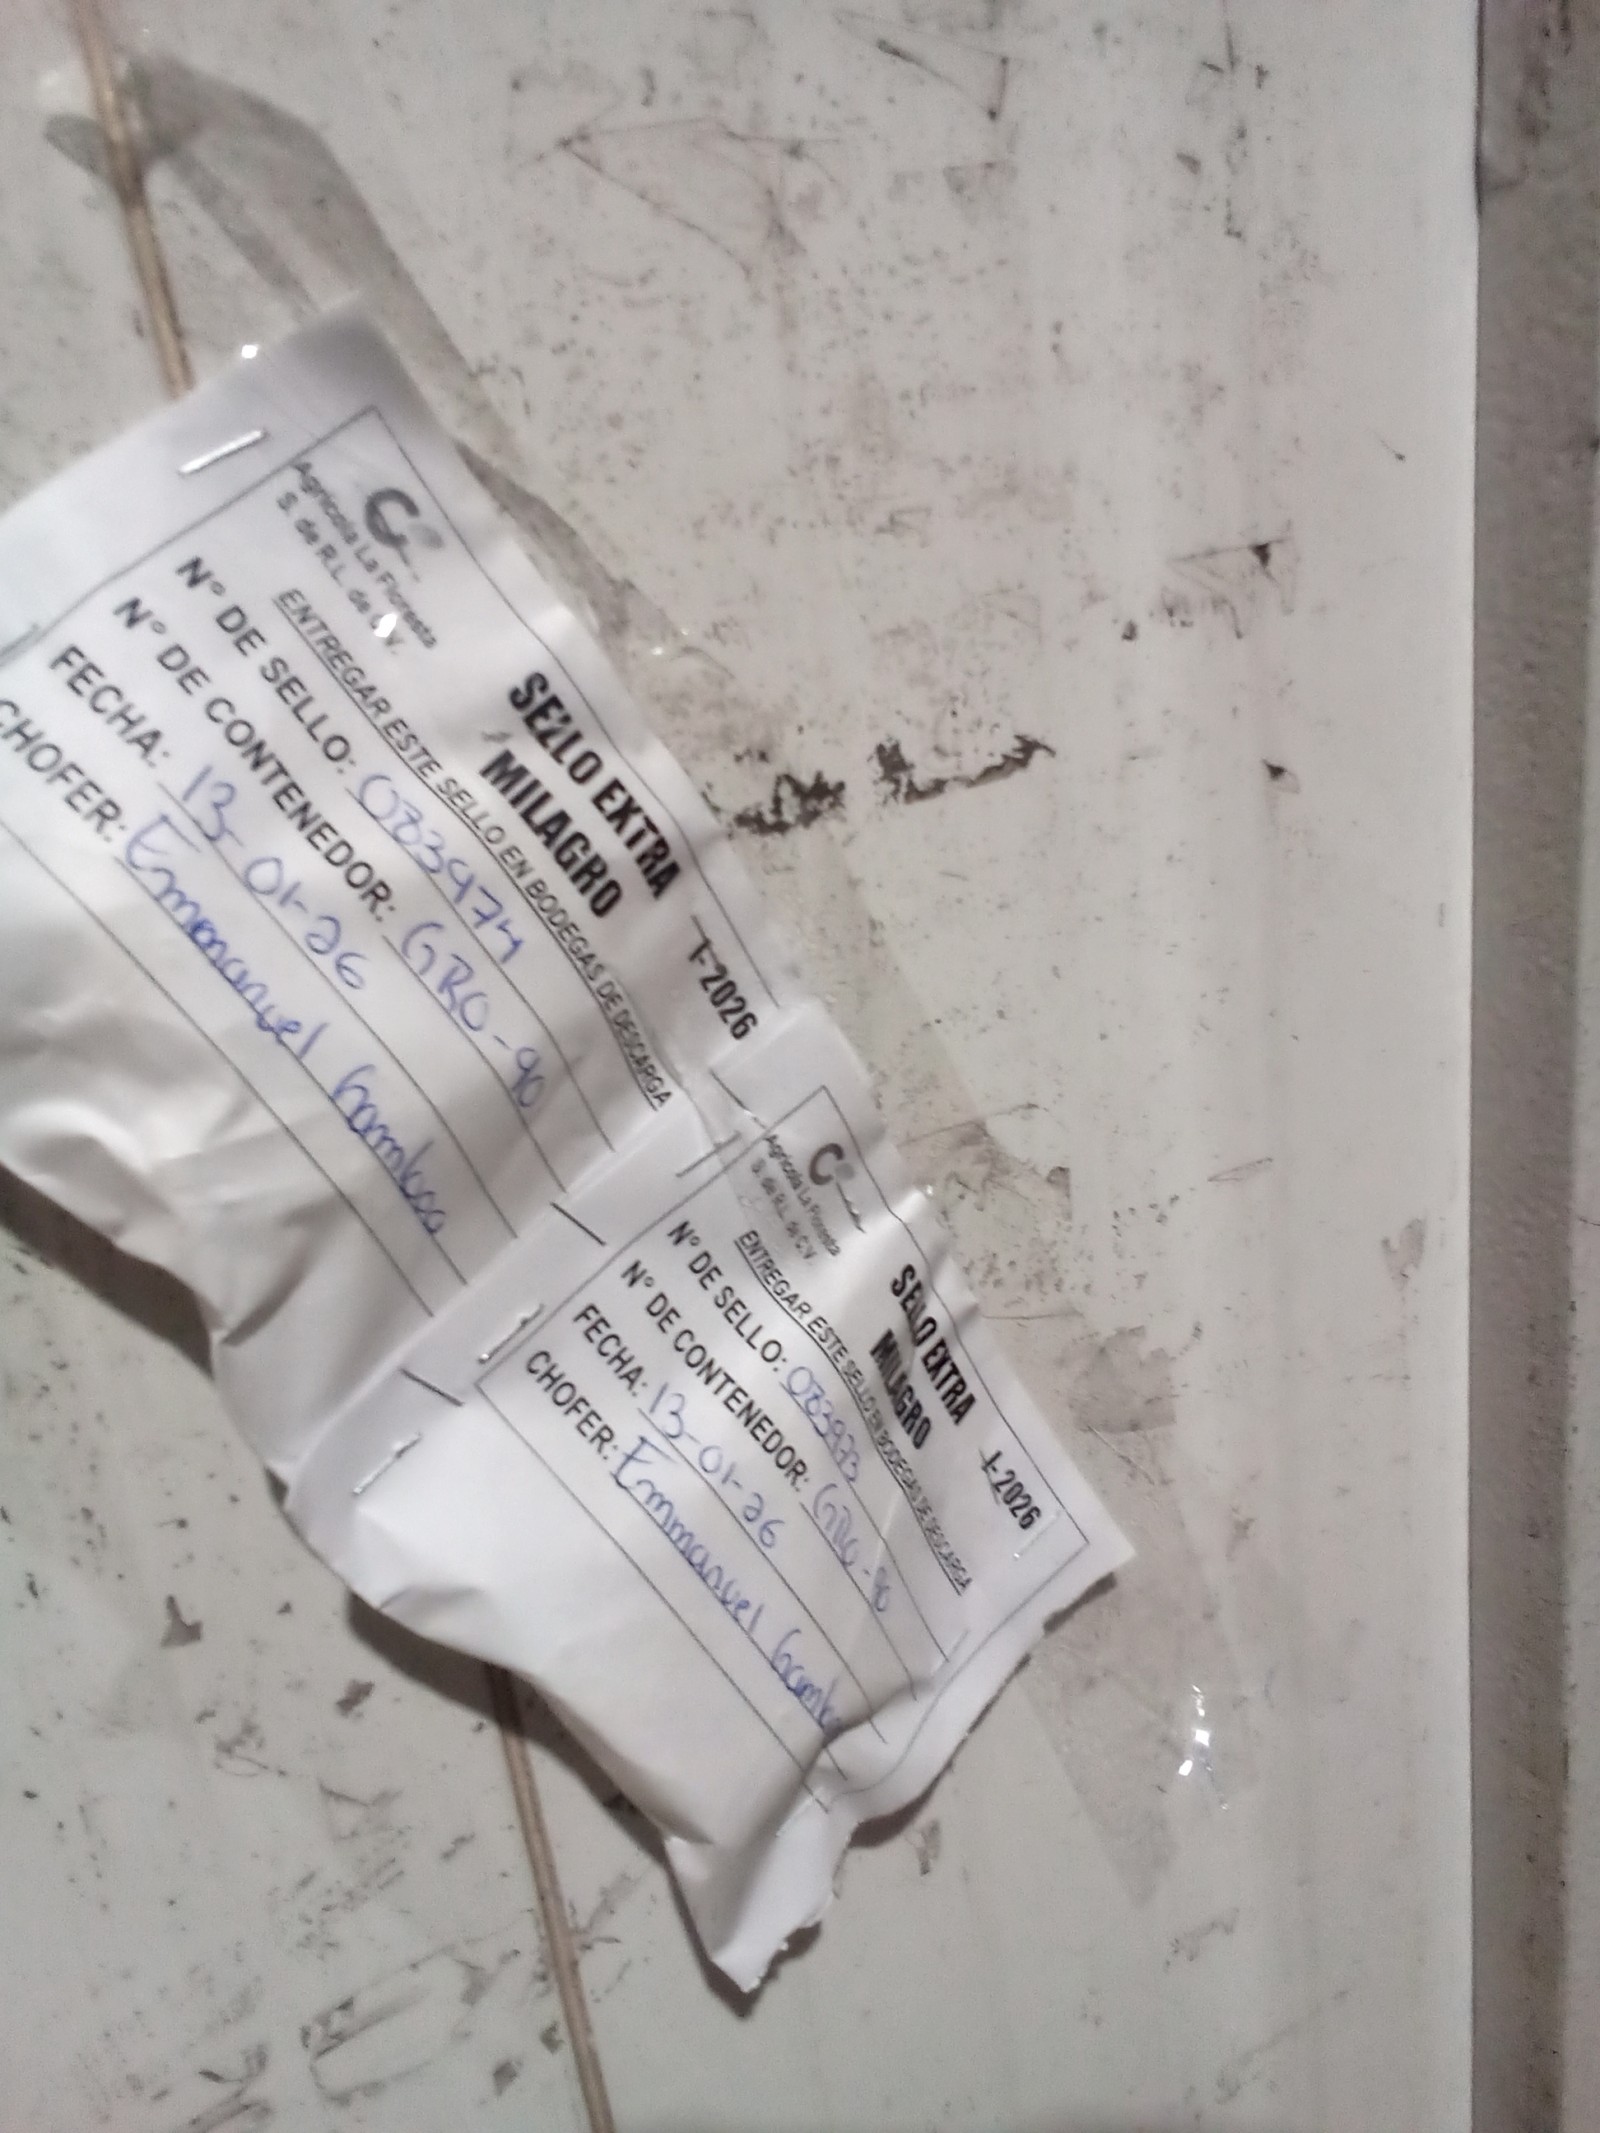 Agrícola La Floresta
S. de R.L. de C.V.
SELLO EXTRA
MILAGRO
1-2026
ENTREGAR ESTE SELLO EN BODEGAS DE DESCARGA
N° DE SELLO: 0839474
N° DE CONTENEDOR: GRO-90
FECHA: 13-01-26
CHOFER: Emmanuel Gamboa
Agrícola La Floresta
S. de R.L. de C.V.
SELLO EXTRA
MILAGRO
1-2026
ENTREGAR ESTE SELLO EN BODEGAS DE DESCARGA
N° DE SELLO:
N° DE CONTENEDOR: GRO-90
FECHA: 13-01-26
CHOFER: Emmanuel